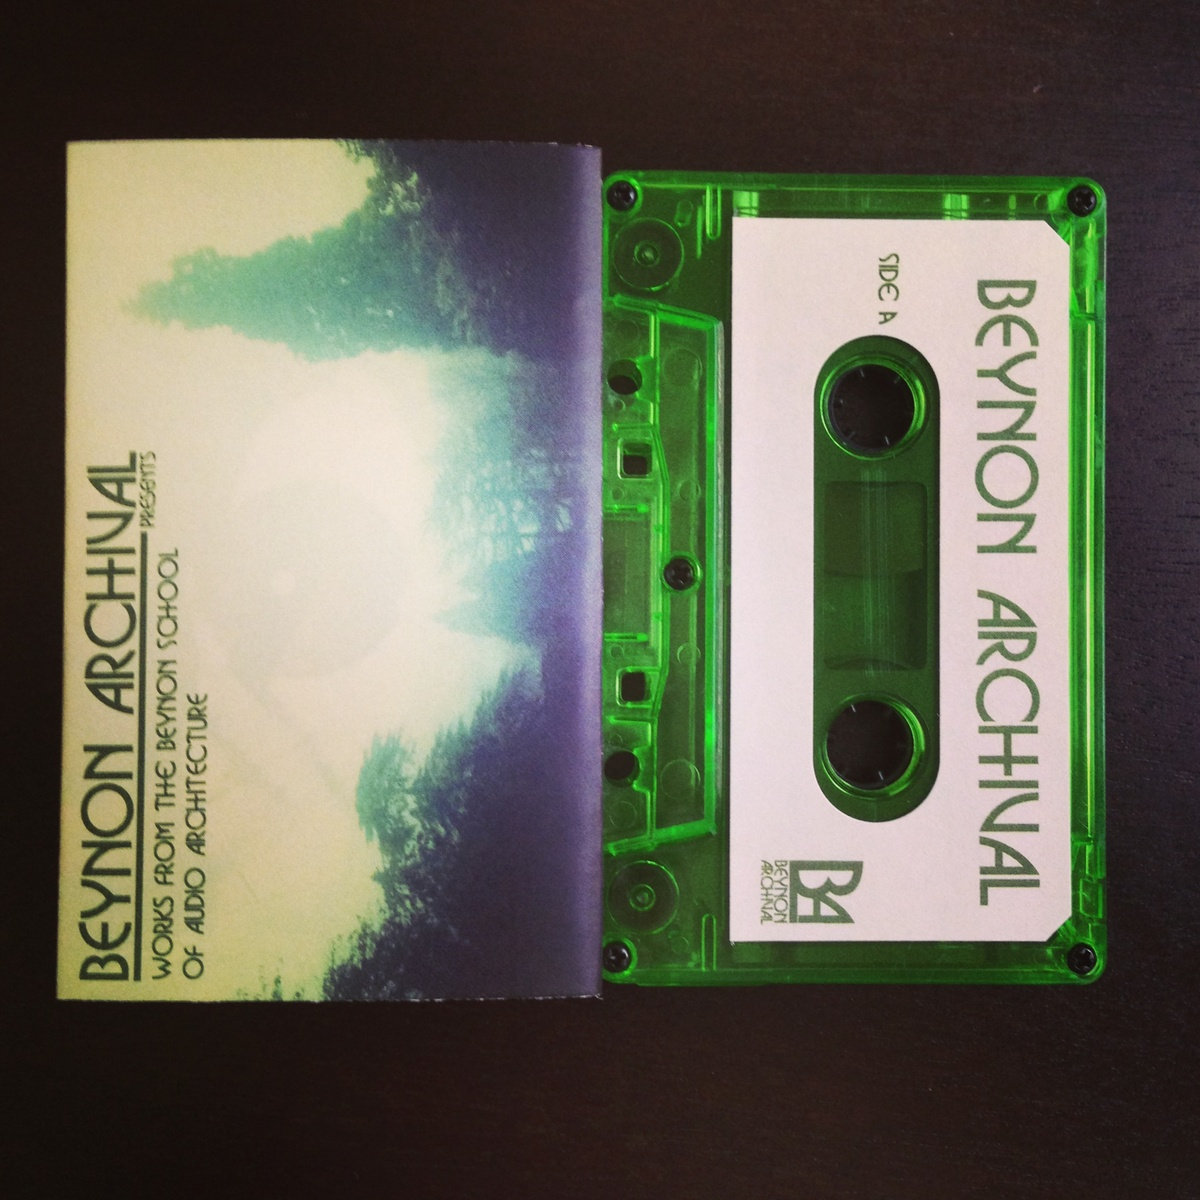 BEYNON ARCHIVAL
PRESENTS
WORKS FROM THE BEYNON SCHOOL
OF AUDIO ARCHITECTURE
BEYNON ARCHIVAL
SIDE A
BA
BEYNON
ARCHIVAL